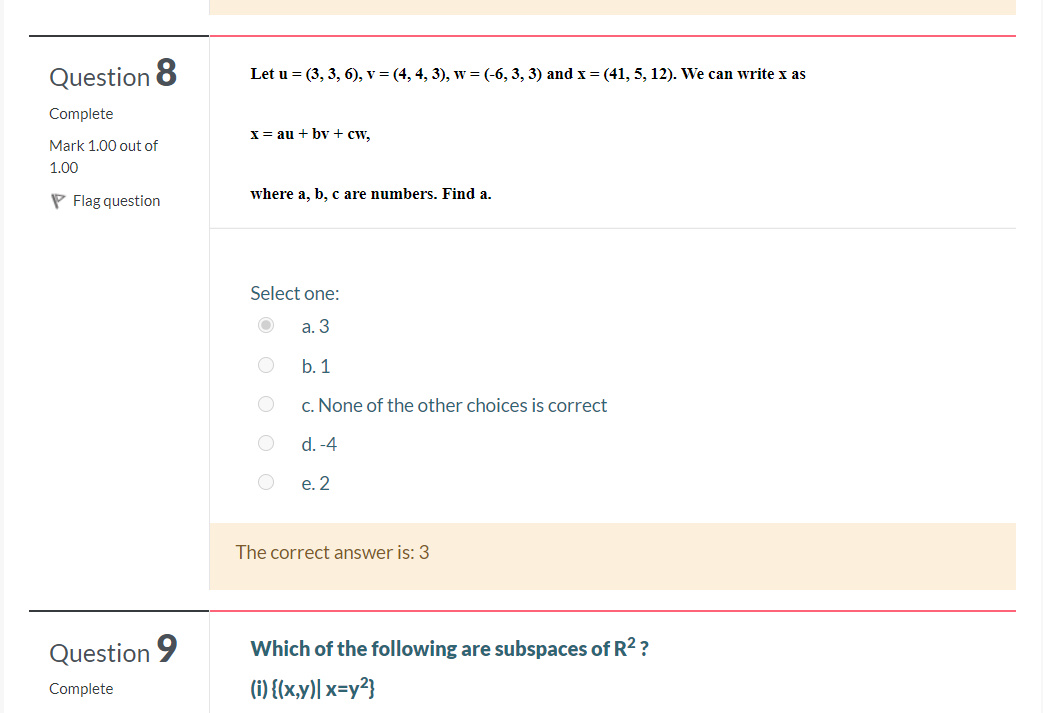 Question 8
Complete
Mark 1.00 out of
1.00
Flag question
Let u = (3, 3, 6), v = (4, 4, 3), w = (-6, 3, 3) and x = (41, 5, 12). We can write x as
x = au + bv + cw,
where a, b, c are numbers. Find a.
Select one:
a. 3
b. 1
c. None of the other choices is correct
d. -4
e. 2
The correct answer is: 3
Question 9
Complete
Which of the following are subspaces of R² ?
(i) {(x,y)| x=y²}